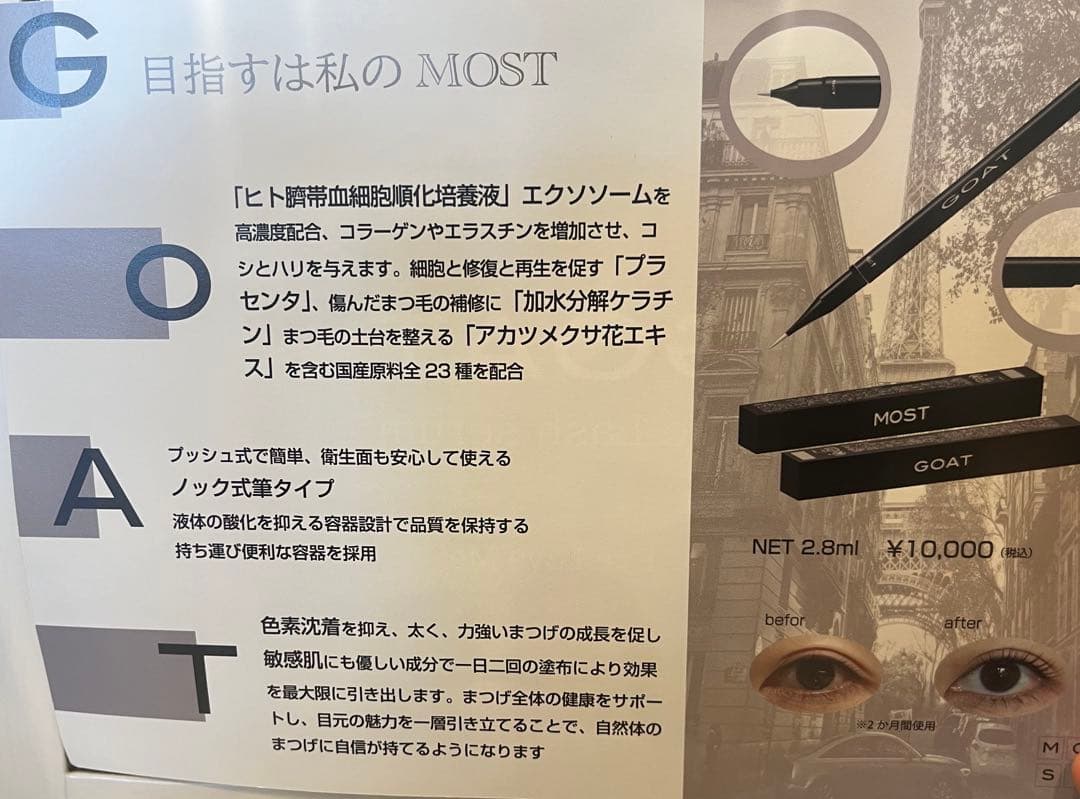 G
目指すは私の MOST
「ヒト臍帯血細胞順化培養液」エクソソームを
高濃度配合、コラーゲンやエラスチンを増加させ、コ
シとハリを与えます。細胞と修復と再生を促す「プラ
センタ」、傷んだまつ毛の補修に「加水分解ケラチ
ン」まつ毛の土台を整える「アカツメクサ花エキ
ス」を含む国産原料全 23 種を配合
O
プッシュ式で簡単、衛生面も安心して使える
ノック式筆タイプ
液体の酸化を抑える容器設計で品質を保持する
持ち運び便利な容器を採用
A
色素沈着を抑え、太く、力強いまつげの成長を促し
敏感肌にも優しい成分で一日二回の塗布により効果
を最大限に引き出します。まつげ全体の健康をサポー
トし、目元の魅力を一層引き立てることで、自然体の
まつげに自信が持てるようになります
T
GOAT
MOST
GOAT
NET 2.8ml ¥10,000 (税込)
befor after
※2 か月間使用
M
S